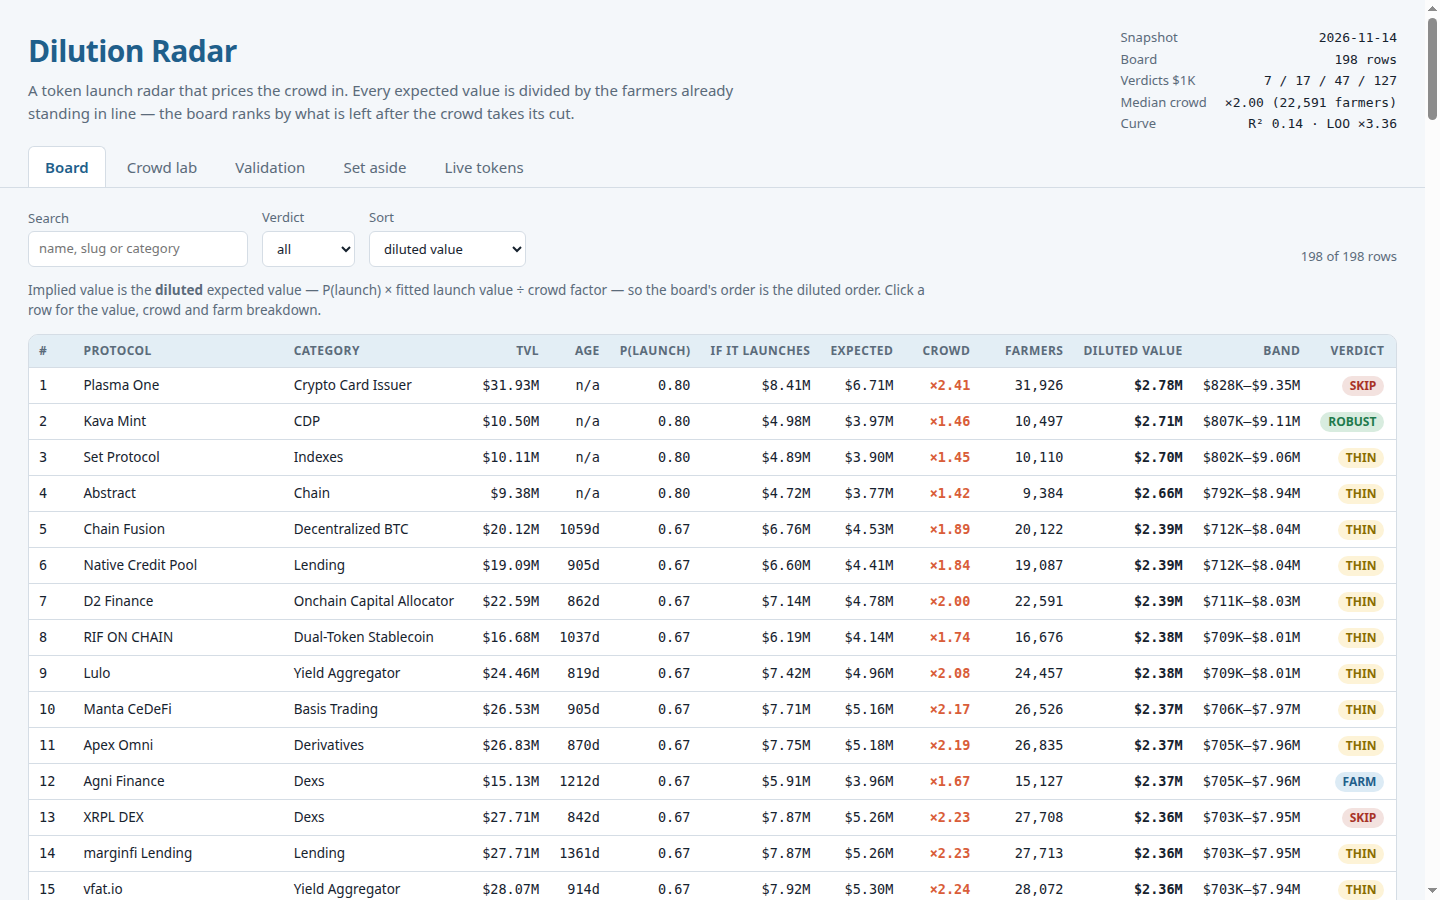 Dilution Radar
A token launch radar that prices the crowd in. Every expected value is divided by the farmers already
standing in line — the board ranks by what is left after the crowd takes its cut.
Snapshot 2026-11-14
Board 198 rows
Verdicts $1K 7 / 17 / 47 / 127
Median crowd ×2.00 (22,591 farmers)
Curve R² 0.14 · LOO ×3.36
Board Crowd lab Validation Set aside Live tokens
Search Verdict Sort
name, slug or category all diluted value
198 of 198 rows
Implied value is the diluted expected value — P(launch) × fitted launch value ÷ crowd factor — so the board's order is the diluted order. Click a
row for the value, crowd and farm breakdown.
# PROTOCOL CATEGORY TVL AGE P(LAUNCH) IF IT LAUNCHES EXPECTED CROWD FARMERS DILUTED VALUE BAND VERDICT
1 Plasma One Crypto Card Issuer $31.93M n/a 0.80 $8.41M $6.71M ×2.41 31,926 $2.78M $828K–$9.35M SKIP
2 Kava Mint CDP $10.50M n/a 0.80 $4.98M $3.97M ×1.46 10,497 $2.71M $807K–$9.11M ROBUST
3 Set Protocol Indexes $10.11M n/a 0.80 $4.89M $3.90M ×1.45 10,110 $2.70M $802K–$9.06M THIN
4 Abstract Chain $9.38M n/a 0.80 $4.72M $3.77M ×1.42 9,384 $2.66M $792K–$8.94M THIN
5 Chain Fusion Decentralized BTC $20.12M 1059d 0.67 $6.76M $4.53M ×1.89 20,122 $2.39M $712K–$8.04M THIN
6 Native Credit Pool Lending $19.09M 905d 0.67 $6.60M $4.41M ×1.84 19,087 $2.39M $712K–$8.04M THIN
7 D2 Finance Onchain Capital Allocator $22.59M 862d 0.67 $7.14M $4.78M ×2.00 22,591 $2.39M $711K–$8.03M THIN
8 RIF ON CHAIN Dual-Token Stablecoin $16.68M 1037d 0.67 $6.19M $4.14M ×1.74 16,676 $2.38M $709K–$8.01M THIN
9 Lulo Yield Aggregator $24.46M 819d 0.67 $7.42M $4.96M ×2.08 24,457 $2.38M $709K–$8.01M THIN
10 Manta CeDeFi Basis Trading $26.53M 905d 0.67 $7.71M $5.16M ×2.17 26,526 $2.37M $706K–$7.97M THIN
11 Apex Omni Derivatives $26.83M 870d 0.67 $7.75M $5.18M ×2.19 26,835 $2.37M $705K–$7.96M THIN
12 Agni Finance Dexs $15.13M 1212d 0.67 $5.91M $3.96M ×1.67 15,127 $2.37M $705K–$7.96M FARM
13 XRPL DEX Dexs $27.71M 842d 0.67 $7.87M $5.26M ×2.23 27,708 $2.36M $703K–$7.95M SKIP
14 marginfi Lending Lending $27.71M 1361d 0.67 $7.87M $5.26M ×2.23 27,713 $2.36M $703K–$7.95M THIN
15 vfat.io Yield Aggregator $28.07M 914d 0.67 $7.92M $5.30M ×2.24 28,072 $2.36M $703K–$7.94M THIN